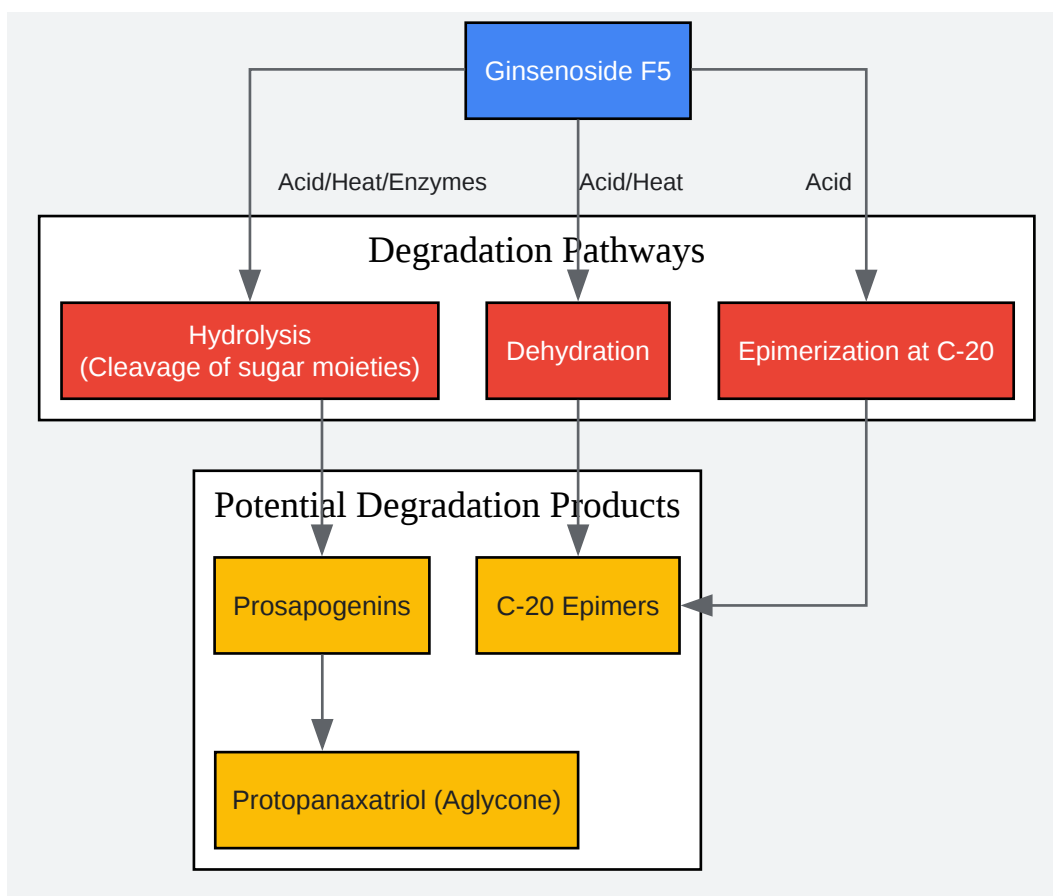 Ginsenoside F5
Acid/Heat/Enzymes
Acid/Heat
Acid
Degradation Pathways
Hydrolysis
(Cleavage of sugar moieties)
Dehydration
Epimerization at C-20
Potential Degradation Products
Prosapogenins
C-20 Epimers
Protopanaxatriol (Aglycone)